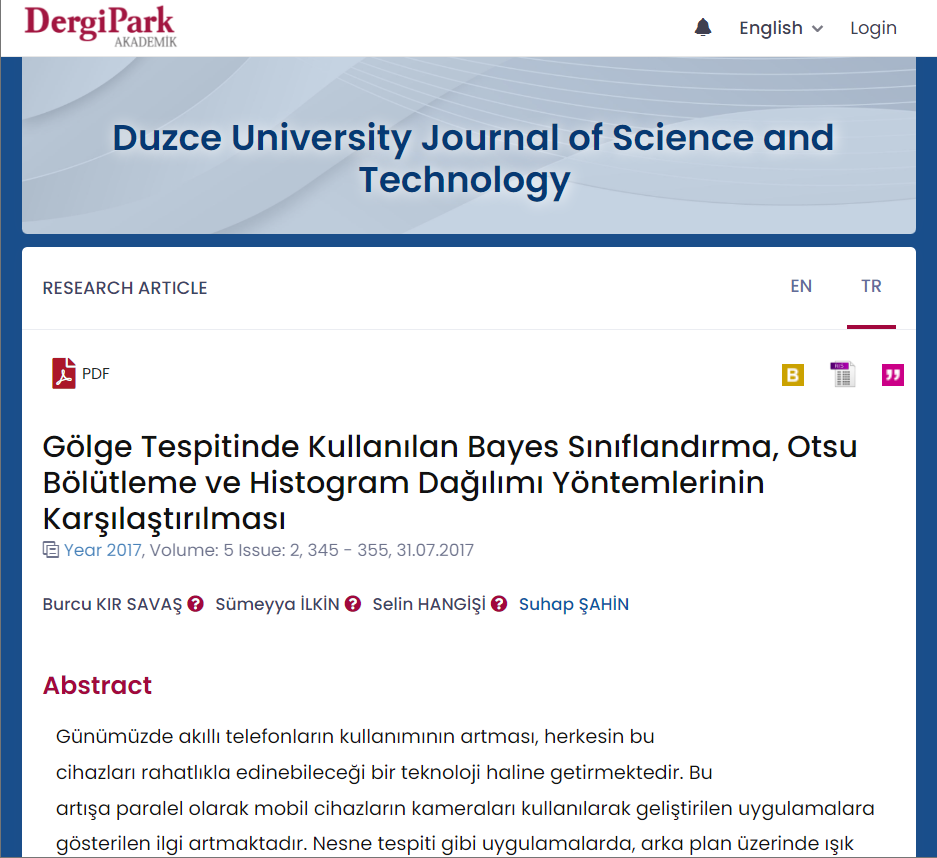 DergiPark
AKADEMİK
English
Login
Duzce University Journal of Science and
Technology
RESEARCH ARTICLE
EN
TR
PDF
B
RIS
Gölge Tespitinde Kullanılan Bayes Sınıflandırma, Otsu
Bölütleme ve Histogram Dağılımı Yöntemlerinin
Karşılaştırılması
Year 2017, Volume: 5 Issue: 2, 345 - 355, 31.07.2017
Burcu KIR SAVAŞ Sümeyya İLKİN Selin HANGİŞİ Suhap ŞAHİN
Abstract
Günümüzde akıllı telefonların kullanımının artması, herkesin bu
cihazları rahatlıkla edinebileceği bir teknoloji haline getirmektedir. Bu
artışa paralel olarak mobil cihazların kameraları kullanılarak geliştirilen uygulamalara
gösterilen ilgi artmaktadır. Nesne tespiti gibi uygulamalarda, arka plan üzerinde ışık